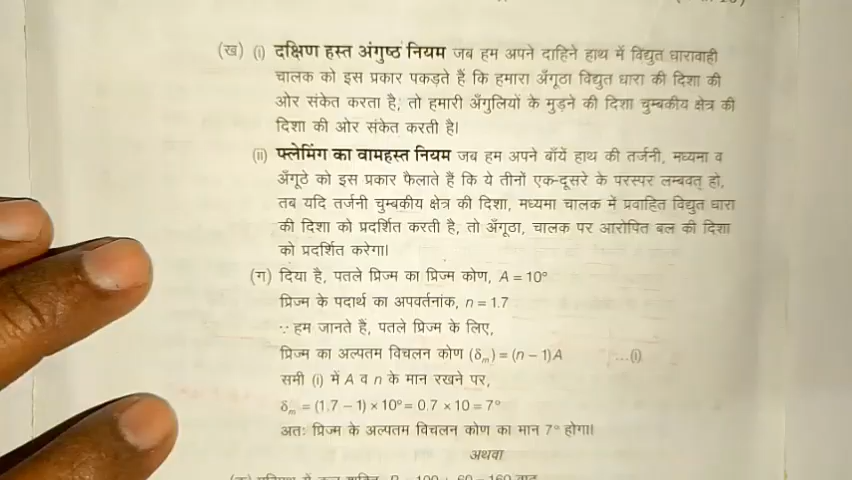 (ख) (i) दक्षिण हस्त अंगुष्ठ नियम जब हम अपने दाहिने हाथ में विद्युत धारावाही
चालक को इस प्रकार पकड़ते हैं कि हमारा अँगूठा विद्युत धारा की दिशा की
ओर संकेत करता है, तो हमारी अँगुलियों के मुड़ने की दिशा चुम्बकीय क्षेत्र की
दिशा की ओर संकेत करती है।
(ii) फ्लेमिंग का वामहस्त नियम जब हम अपने बाँयें हाथ की तर्जनी, मध्यमा व
अँगूठे को इस प्रकार फैलाते हैं कि ये तीनों एक-दूसरे के परस्पर लम्बवत् हो,
तब यदि तर्जनी चुम्बकीय क्षेत्र की दिशा, मध्यमा चालक में प्रवाहित विद्युत धारा
की दिशा को प्रदर्शित करती है, तो अँगूठा, चालक पर आरोपित बल की दिशा
को प्रदर्शित करेगा।
(ग) दिया है, पतले प्रिज्म का प्रिज्म कोण, A = 10°
प्रिज्म के पदार्थ का अपवर्तनांक, n = 1.7
∵ हम जानते हैं, पतले प्रिज्म के लिए,
प्रिज्म का अल्पतम विचलन कोण (δₘ) = (n − 1)A ...(i)
समी (i) में A व n के मान रखने पर,
δₘ = (1.7 − 1) × 10° = 0.7 × 10 = 7°
अतः प्रिज्म के अल्पतम विचलन कोण का मान 7° होगा।
अथवा